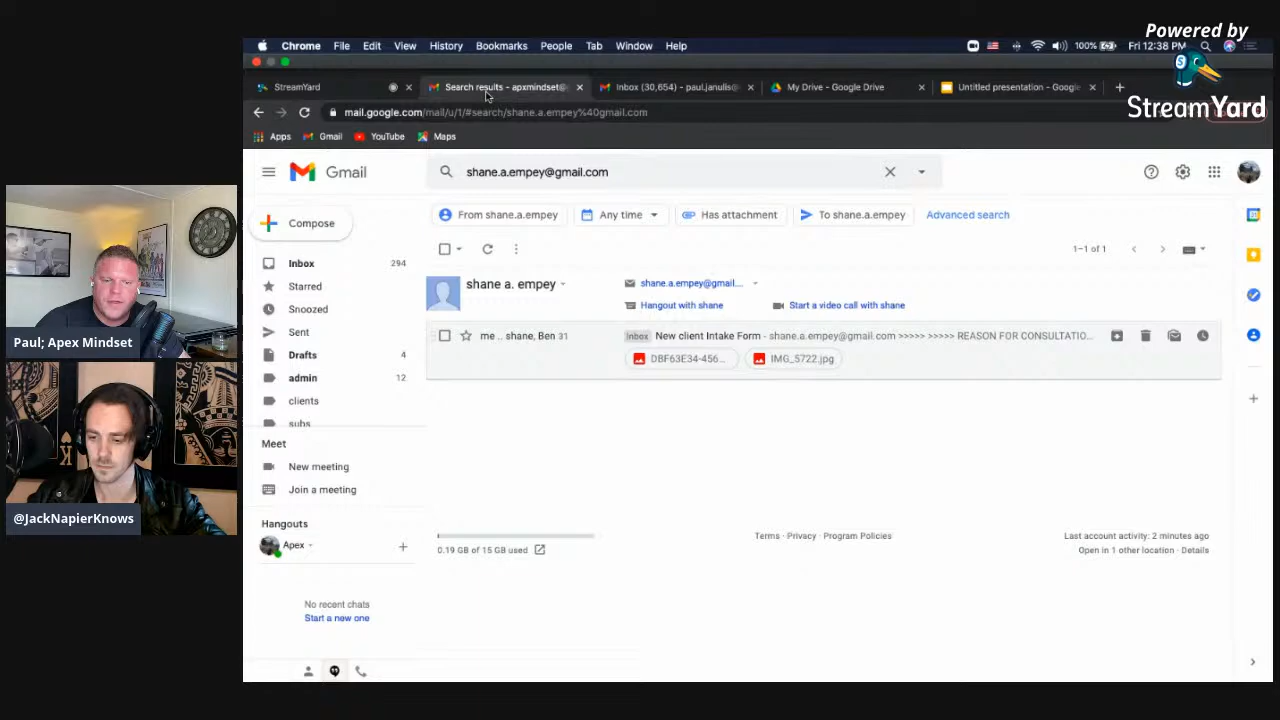 Powered by
StreamYard
Chrome File Edit View History Bookmarks People Tab Window Help
100% Fri 12:38 PM
StreamYard
Search results - apxmindset@
Inbox (30,654) - paul.janulis@
My Drive - Google Drive
Untitled presentation - Google
mail.google.com/mail/u/1/#search/shane.a.empey%40gmail.com
Apps Gmail YouTube Maps
Gmail
shane.a.empey@gmail.com
Compose
From shane.a.empey
Any time
Has attachment
To shane.a.empey
Advanced search
1–1 of 1
Inbox 294
Starred
Snoozed
Sent
Drafts 4
admin 12
clients
subs
shane a. empey
shane.a.empey@gmail...
Hangout with shane
Start a video call with shane
me .. shane, Ben 31
Inbox New client Intake Form - shane.a.empey@gmail.com >>>>> >>>>> REASON FOR CONSULTATIO...
DBF63E34-456...
IMG_5722.jpg
Meet
New meeting
Join a meeting
Hangouts
Apex
No recent chats
Start a new one
0.19 GB of 15 GB used
Terms · Privacy · Program Policies
Last account activity: 2 minutes ago
Open in 1 other location · Details
Paul; Apex Mindset
@JackNapierKnows